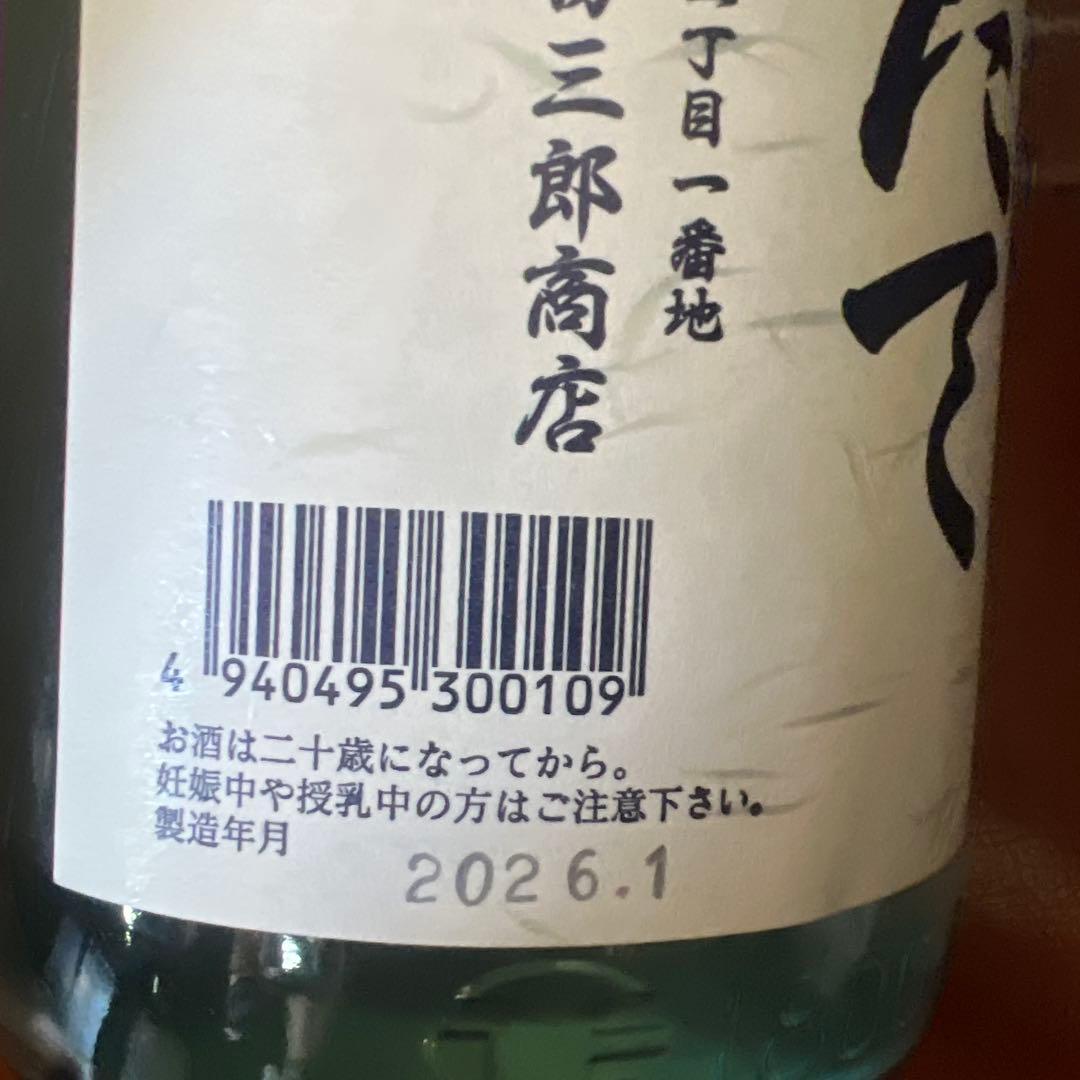 て
丁目一番地
三郎商店
4 940495 300109
お酒は二十歳になってから。
妊娠中や授乳中の方はご注意下さい。
製造年月
2026.1